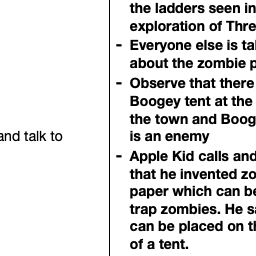 the ladders seen in
exploration of Thre
- Everyone else is ta
about the zombie p
- Observe that there
Boogey tent at the
the town and Boog
is an enemy
and talk to
- Apple Kid calls and
that he invented zo
paper which can be
trap zombies. He sa
can be placed on th
of a tent.